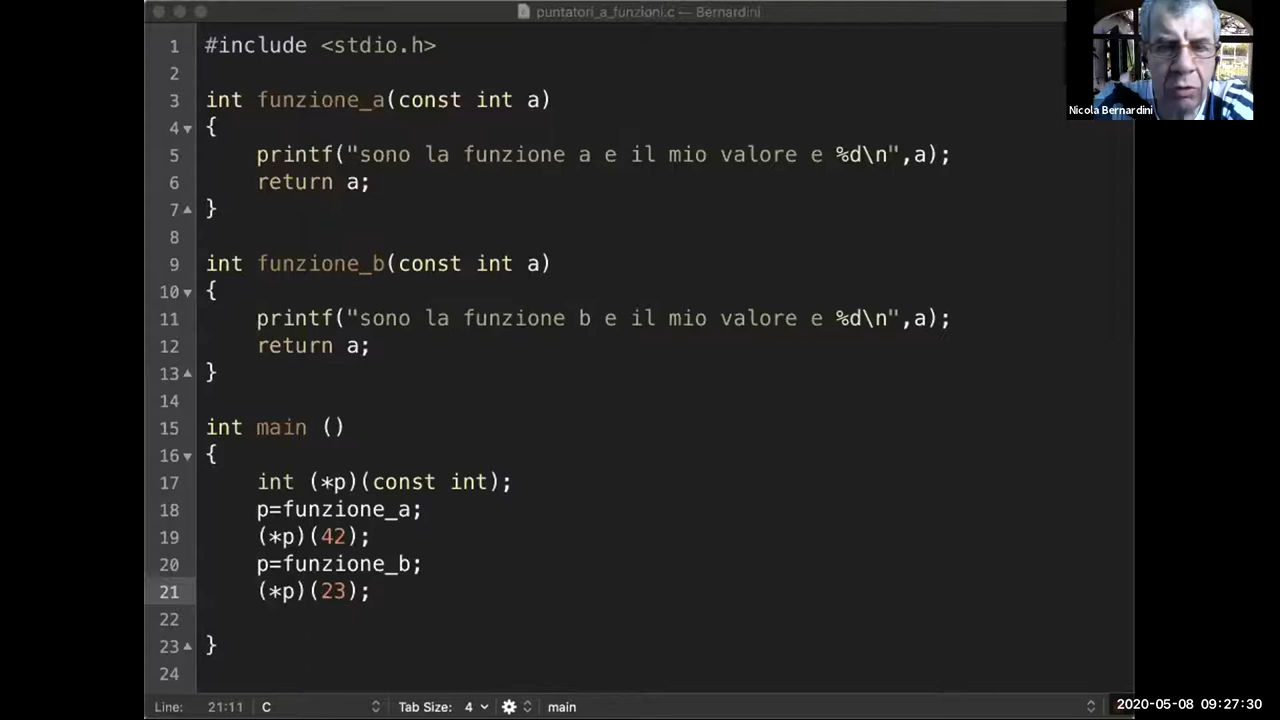 puntatori_a_funzioni.c — Bernardini
1 #include <stdio.h>
2
3 int funzione_a(const int a)
4 {
5 printf("sono la funzione a e il mio valore e %d\n",a);
6 return a;
7 }
8
9 int funzione_b(const int a)
10 {
11 printf("sono la funzione b e il mio valore e %d\n",a);
12 return a;
13 }
14
15 int main ()
16 {
17 int (*p)(const int);
18 p=funzione_a;
19 (*p)(42);
20 p=funzione_b;
21 (*p)(23);
22
23 }
24
Line: 21:11 C Tab Size: 4 main
Nicola Bernardini
2020-05-08 09:27:30